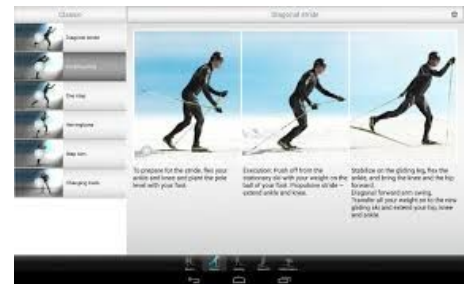 Classic
Diagonal stride
Diagonal stride
One step
Herringbone
Step turn
Changing track
To prepare for the stride, flex your
ankle and knee and plant the pole
level with your foot.
Execution: Push off from the
stationary ski with your weight on the
ball of your foot. Propulsive stride –
extend ankle and knee.
Stabilize on the gliding leg, flex the
ankle, and bring the knee and the hip
forward.
Diagonal forward arm swing.
Transfer all your weight on to the new
gliding ski and extend your hip, knee
and ankle.